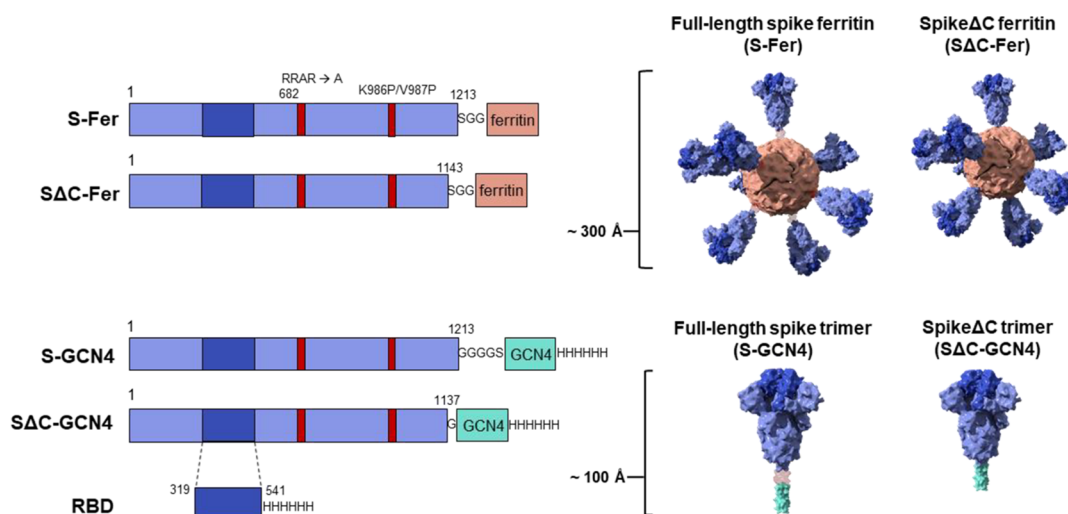 RRAR → A
1
682
K986P/V987P
1213
S-Fer
SGG
ferritin
1
1143
SΔC-Fer
SGG
ferritin
1
1213
S-GCN4
GGGGS
GCN4
HHHHHH
1
1137
SΔC-GCN4
G
GCN4
HHHHHH
319
541
RBD
HHHHHH
Full-length spike ferritin
(S-Fer)
SpikeΔC ferritin
(SΔC-Fer)
~ 300 Å
Full-length spike trimer
(S-GCN4)
SpikeΔC trimer
(SΔC-GCN4)
~ 100 Å